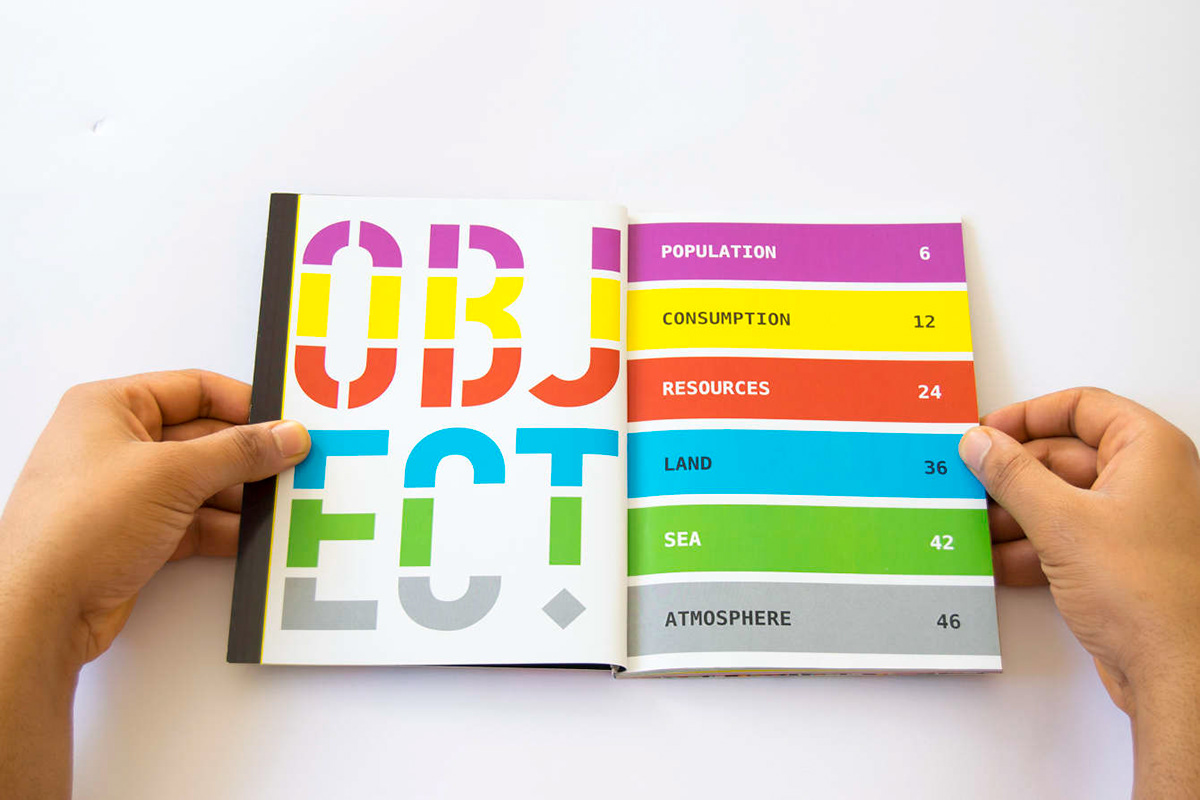 OBJ
ECT.
POPULATION 6
CONSUMPTION 12
RESOURCES 24
LAND 36
SEA 42
ATMOSPHERE 46